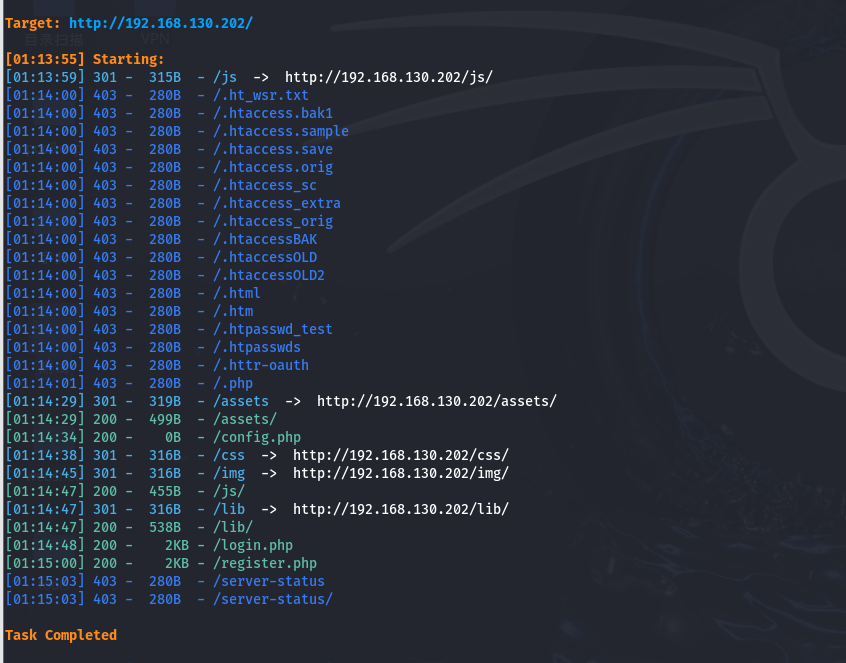 Target: http://192.168.130.202/
目录扫描 VPN
[01:13:55] Starting:
[01:13:59] 301 - 315B - /js -> http://192.168.130.202/js/
[01:14:00] 403 - 280B - /.ht_wsr.txt
[01:14:00] 403 - 280B - /.htaccess.bak1
[01:14:00] 403 - 280B - /.htaccess.sample
[01:14:00] 403 - 280B - /.htaccess.save
[01:14:00] 403 - 280B - /.htaccess.orig
[01:14:00] 403 - 280B - /.htaccess_sc
[01:14:00] 403 - 280B - /.htaccess_extra
[01:14:00] 403 - 280B - /.htaccess_orig
[01:14:00] 403 - 280B - /.htaccessBAK
[01:14:00] 403 - 280B - /.htaccessOLD
[01:14:00] 403 - 280B - /.htaccessOLD2
[01:14:00] 403 - 280B - /.html
[01:14:00] 403 - 280B - /.htm
[01:14:00] 403 - 280B - /.htpasswd_test
[01:14:00] 403 - 280B - /.htpasswds
[01:14:00] 403 - 280B - /.httr-oauth
[01:14:01] 403 - 280B - /.php
[01:14:29] 301 - 319B - /assets -> http://192.168.130.202/assets/
[01:14:29] 200 - 499B - /assets/
[01:14:34] 200 - 0B - /config.php
[01:14:38] 301 - 316B - /css -> http://192.168.130.202/css/
[01:14:45] 301 - 316B - /img -> http://192.168.130.202/img/
[01:14:47] 200 - 455B - /js/
[01:14:47] 301 - 316B - /lib -> http://192.168.130.202/lib/
[01:14:47] 200 - 538B - /lib/
[01:14:48] 200 - 2KB - /login.php
[01:15:00] 200 - 2KB - /register.php
[01:15:03] 403 - 280B - /server-status
[01:15:03] 403 - 280B - /server-status/
Task Completed